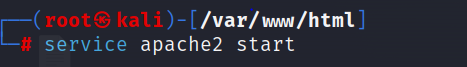 ┌──(root㉿kali)-[/var/www/html]
└─# service apache2 start